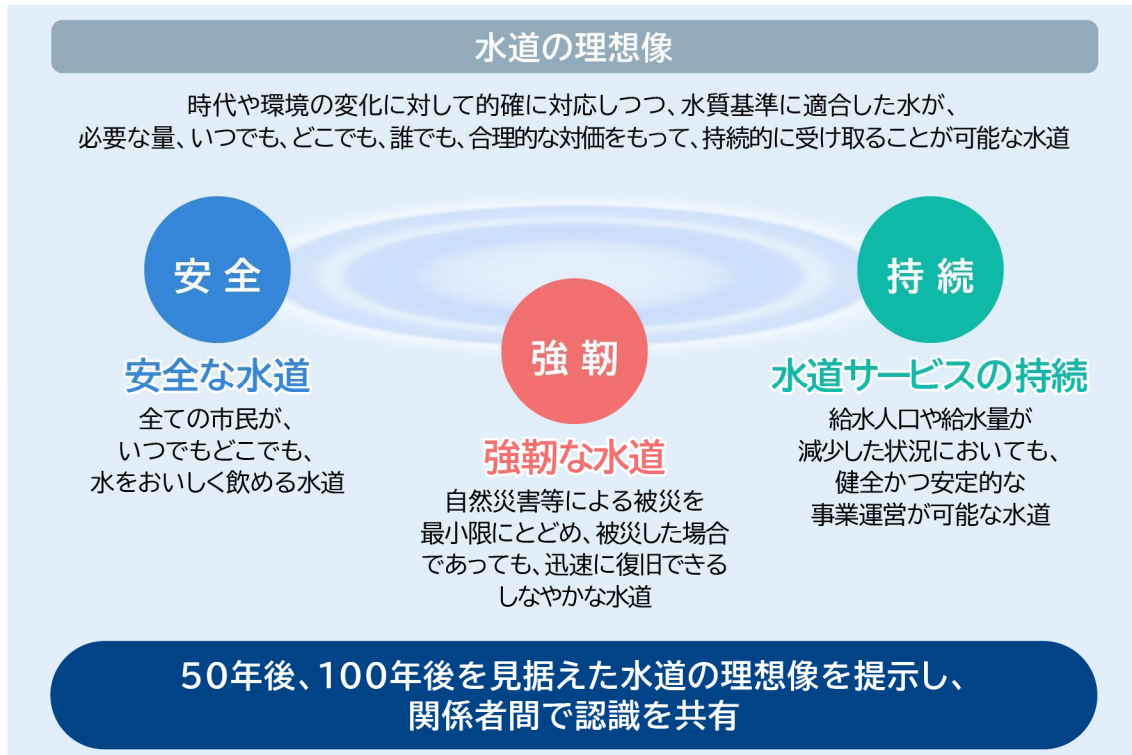 水道の理想像
時代や環境の変化に対して的確に対応しつつ、水質基準に適合した水が、
必要な量、いつでも、どこでも、誰でも、合理的な対価をもって、持続的に受け取ることが可能な水道
安全
安全な水道
全ての市民が、
いつでもどこでも、
水をおいしく飲める水道
強靭
強靭な水道
自然災害等による被災を
最小限にとどめ、被災した場合
であっても、迅速に復旧できる
しなやかな水道
持続
水道サービスの持続
給水人口や給水量が
減少した状況においても、
健全かつ安定的な
事業運営が可能な水道
50年後、100年後を見据えた水道の理想像を提示し、
関係者間で認識を共有